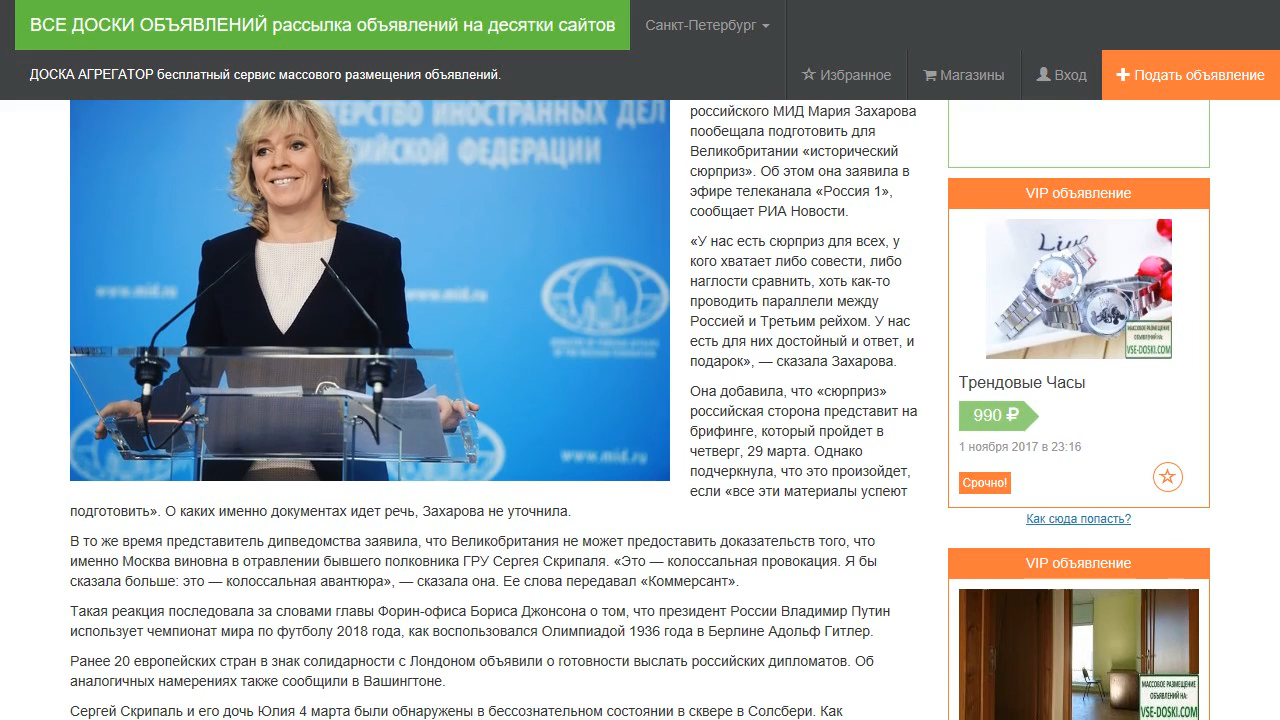 ВСЕ ДОСКИ ОБЪЯВЛЕНИЙ рассылка объявлений на десятки сайтов
Санкт-Петербург
ДОСКА АГРЕГАТОР бесплатный сервис массового размещения объявлений.
Избранное
Магазины
Вход
Подать объявление
ИНОСТРАННЫХ ДЕЛ
ФЕДЕРАЦИИ
www.mid.ru
www.mid.ru
российского МИД Мария Захарова
пообещала подготовить для
Великобритании «исторический
сюрприз». Об этом она заявила в
эфире телеканала «Россия 1»,
сообщает РИА Новости.
«У нас есть сюрприз для всех, у
кого хватает либо совести, либо
наглости сравнить, хоть как-то
проводить параллели между
Россией и Третьим рейхом. У нас
есть для них достойный и ответ, и
подарок», — сказала Захарова.
Она добавила, что «сюрприз»
российская сторона представит на
брифинге, который пройдет в
четверг, 29 марта. Однако
подчеркнула, что это произойдет,
если «все эти материалы успеют
подготовить». О каких именно документах идет речь, Захарова не уточнила.
В то же время представитель дипведомства заявила, что Великобритания не может предоставить доказательств того, что
именно Москва виновна в отравлении бывшего полковника ГРУ Сергея Скрипаля. «Это — колоссальная провокация. Я бы
сказала больше: это — колоссальная авантюра», — сказала она. Ее слова передавал «Коммерсант».
Такая реакция последовала за словами главы Форин-офиса Бориса Джонсона о том, что президент России Владимир Путин
использует чемпионат мира по футболу 2018 года, как воспользовался Олимпиадой 1936 года в Берлине Адольф Гитлер.
Ранее 20 европейских стран в знак солидарности с Лондоном объявили о готовности выслать российских дипломатов. Об
аналогичных намерениях также сообщили в Вашингтоне.
Сергей Скрипаль и его дочь Юлия 4 марта были обнаружены в бессознательном состоянии в сквере в Солсбери. Как
VIP объявление
Live
МАССОВОЕ РАЗМЕЩЕНИЕ
ОБЪЯВЛЕНИЙ НА:
VSE-DOSKI.COM
Трендовые Часы
990 ₽
1 ноября 2017 в 23:16
Срочно!
Как сюда попасть?
VIP объявление
МАССОВОЕ РАЗМЕЩЕНИЕ
ОБЪЯВЛЕНИЙ НА:
VSE-DOSKI.COM